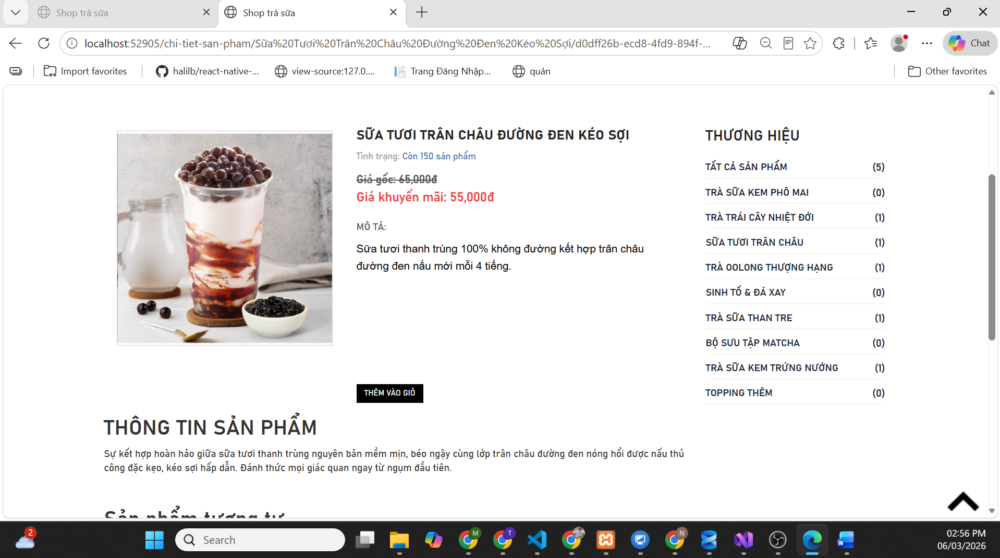 Shop trà sữa
Shop trà sữa
localhost:52905/chi-tiet-san-pham/Sữa%20Tươi%20Trân%20Châu%20Đường%20Đen%20Kéo%20Sợi/d0dff26b-ecd8-4fd9-894f-...
Chat
Import favorites
halilb/react-native-...
view-source:127.0....
Trang Đăng Nhập...
quản
Other favorites
SỮA TƯƠI TRÂN CHÂU ĐƯỜNG ĐEN KÉO SỢI
Tình trạng: Còn 150 sản phẩm
Giá gốc: 65,000đ
Giá khuyến mãi: 55,000đ
MÔ TẢ:
Sữa tươi thanh trùng 100% không đường kết hợp trân châu
đường đen nấu mới mỗi 4 tiếng.
THÊM VÀO GIỎ
THƯƠNG HIỆU
TẤT CẢ SẢN PHẨM (5)
TRÀ SỮA KEM PHÔ MAI (0)
TRÀ TRÁI CÂY NHIỆT ĐỚI (1)
SỮA TƯƠI TRÂN CHÂU (1)
TRÀ OOLONG THƯỢNG HẠNG (1)
SINH TỐ & ĐÁ XAY (0)
TRÀ SỮA THAN TRE (1)
BỘ SƯU TẬP MATCHA (0)
TRÀ SỮA KEM TRỨNG NƯỚNG (1)
TOPPING THÊM (0)
THÔNG TIN SẢN PHẨM
Sự kết hợp hoàn hảo giữa sữa tươi thanh trùng nguyên bản mềm mịn, béo ngậy cùng lớp trân châu đường đen nóng hổi được nấu thủ
công đặc kẹo, kéo sợi hấp dẫn. Đánh thức mọi giác quan ngay từ ngụm đầu tiên.
Sản phẩm tương tự
2
Search
M
T
N
W
02:56 PM
06/03/2026